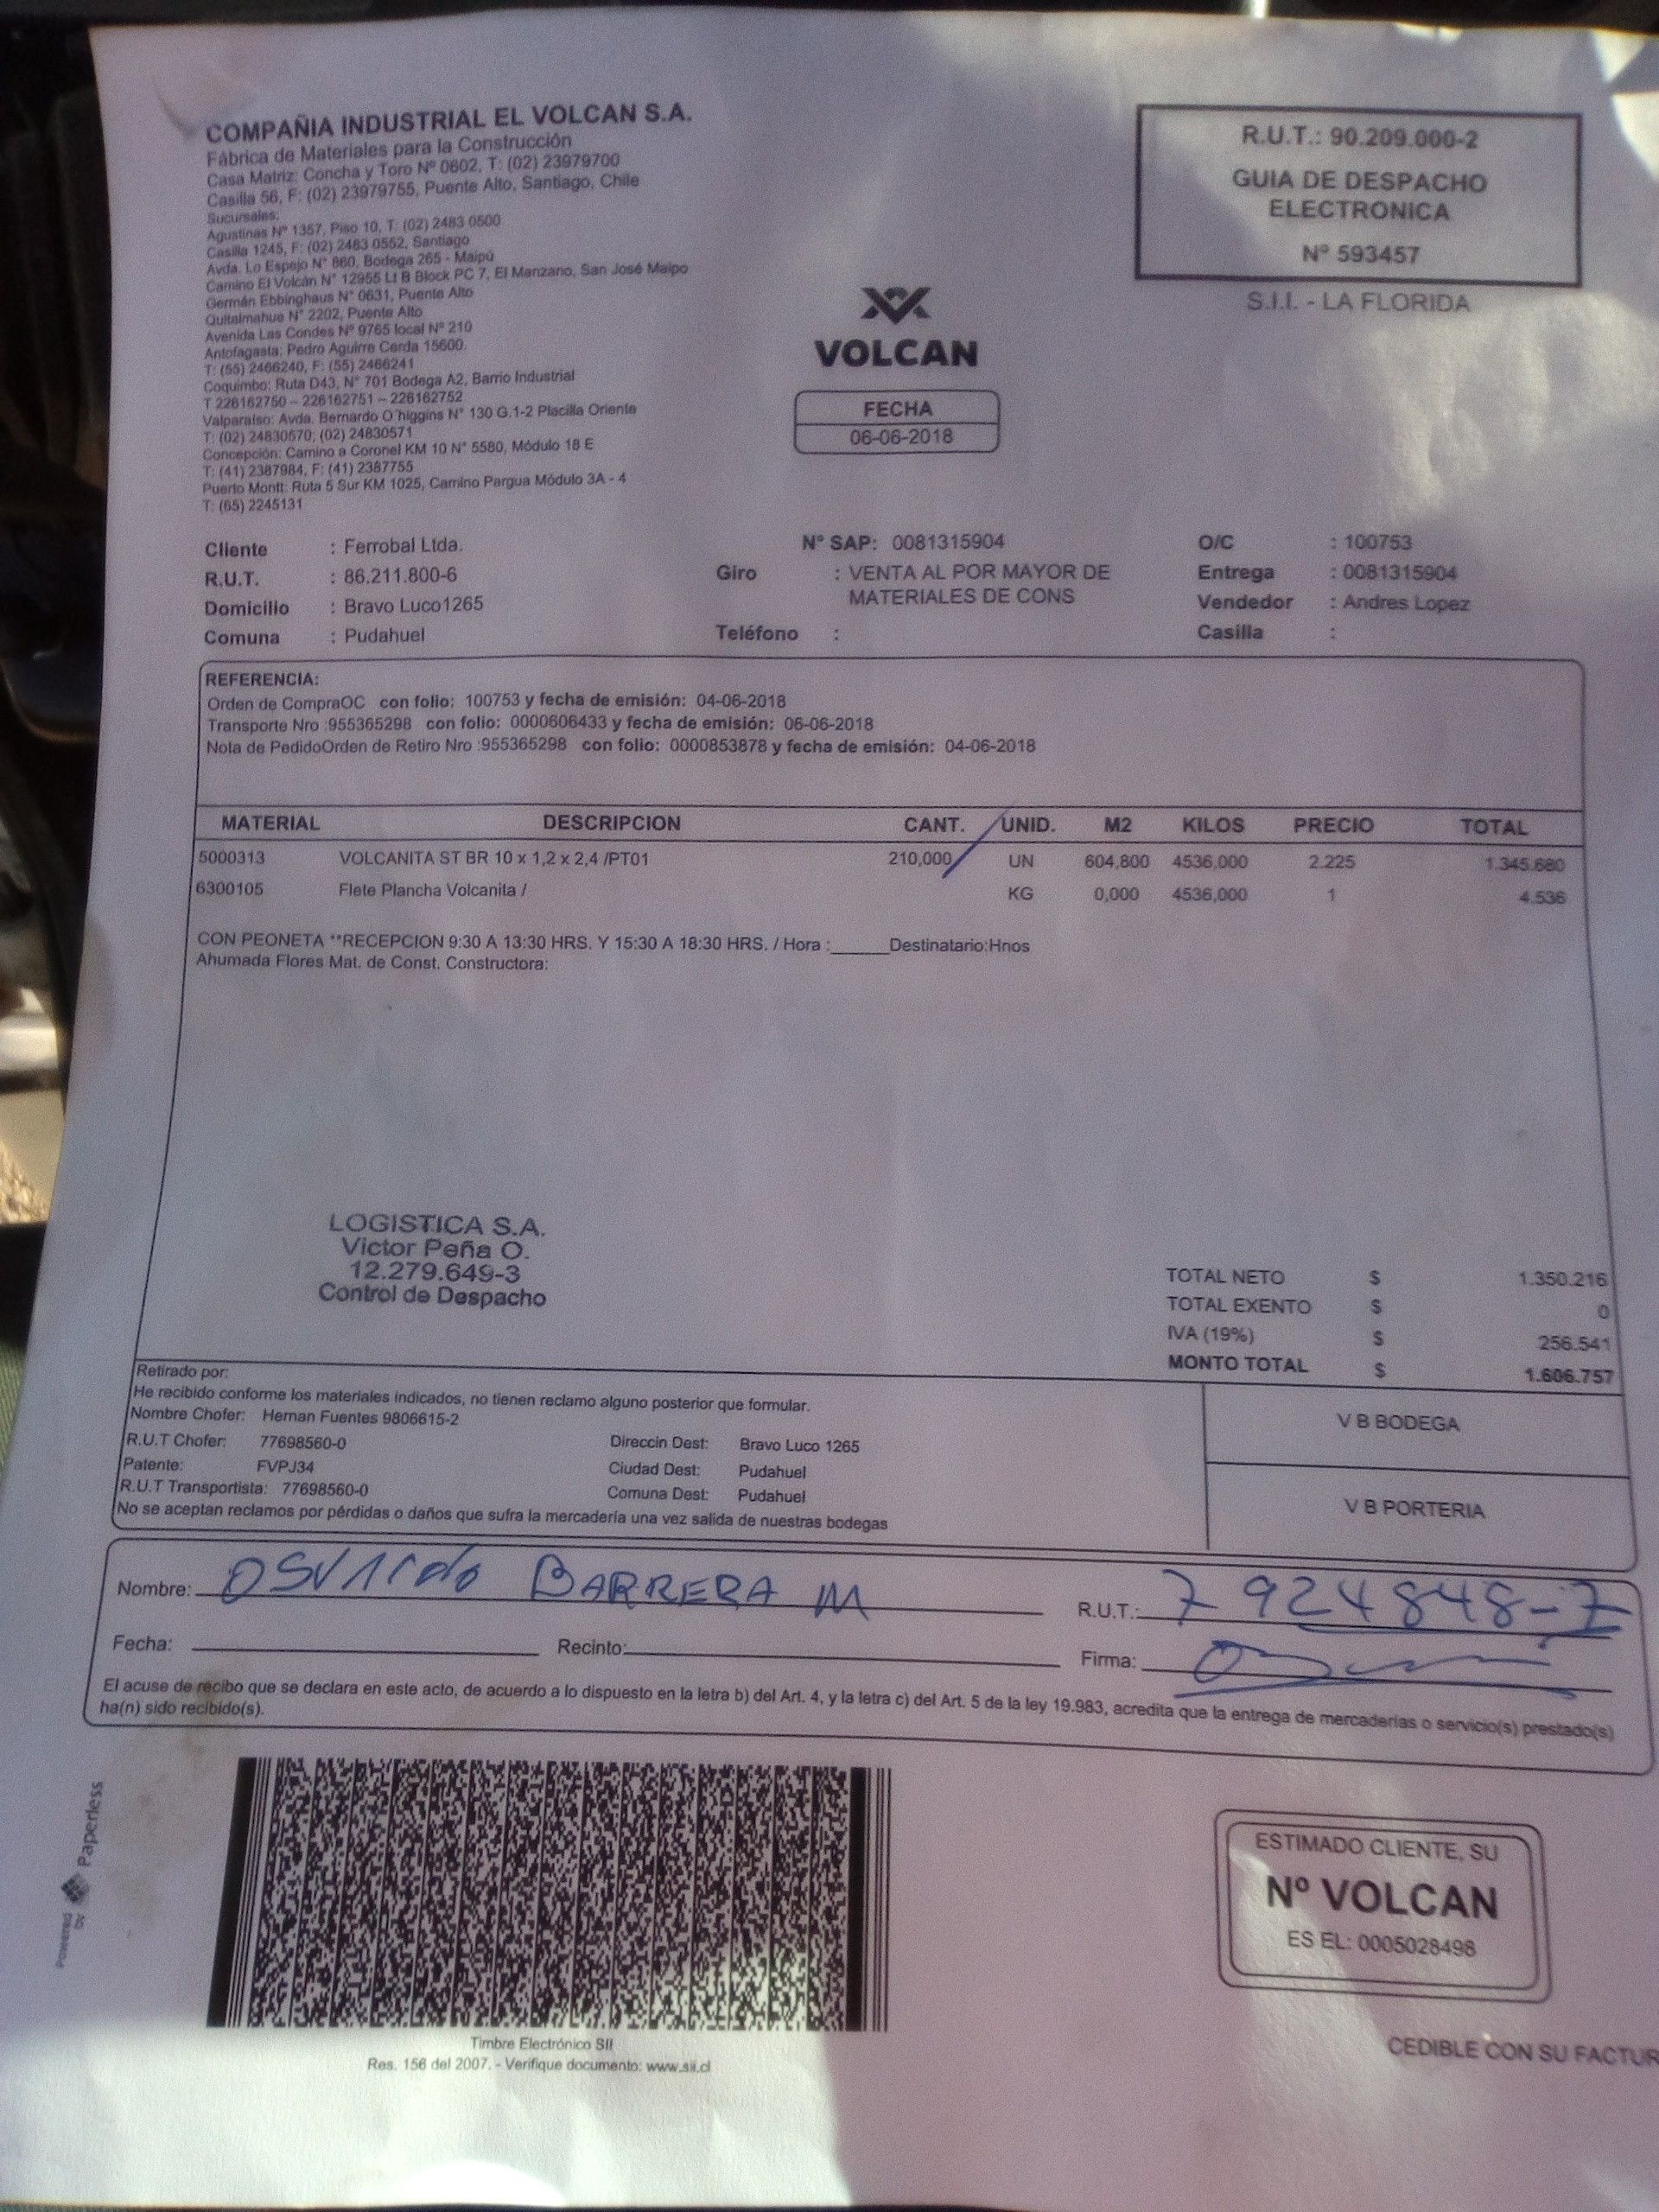 COMPAÑIA INDUSTRIAL EL VOLCAN S.A.
Fábrica de Materiales para la Construcción
Casa Matriz: Concha y Toro Nº 0602, T: (02) 23979700
Casilla 56, F: (02) 23979755, Puente Alto, Santiago, Chile
Sucursales:
Agustinas Nº 1357, Piso 10, T: (02) 2483 0500
Casilla 1245, F: (02) 2483 0552, Santiago
Avda. Lo Espejo N° 860, Bodega 265 - Maipú
Camino El Volcán N° 12955 Lt B Block PC 7, El Manzano, San José Maipo
Germán Ebbinghaus N° 0631, Puente Alto
Quitalmahue N° 2202, Puente Alto
Avenida Las Condes Nº 9765 local Nº 210
Antofagasta: Pedro Aguirre Cerda 15600.
T: (55) 2466240, F: (55) 2466241
Coquimbo: Ruta D43, N° 701 Bodega A2, Barrio Industrial
T 226162750 – 226162751 – 226162752
Valparaíso: Avda. Bernardo O'higgins N° 130 G.1-2 Placilla Oriente
T: (02) 24830570; (02) 24830571
Concepción: Camino a Coronel KM 10 N° 5580, Módulo 18 E
T: (41) 2387984, F: (41) 2387755
Puerto Montt: Ruta 5 Sur KM 1025, Camino Pargua Módulo 3A - 4
T: (65) 2245131
VOLCAN
FECHA
06-06-2018
R.U.T.: 90.209.000-2
GUIA DE DESPACHO
ELECTRONICA
Nº 593457
S.I.I. - LA FLORIDA
Cliente : Ferrobal Ltda. N° SAP: 0081315904 O/C : 100753
R.U.T. : 86.211.800-6 Giro : VENTA AL POR MAYOR DE Entrega : 0081315904
Domicilio : Bravo Luco1265 MATERIALES DE CONS Vendedor : Andres Lopez
Comuna : Pudahuel Teléfono : Casilla :
REFERENCIA:
Orden de CompraOC con folio: 100753 y fecha de emisión: 04-06-2018
Transporte Nro :955365298 con folio: 0000606433 y fecha de emisión: 06-06-2018
Nota de PedidoOrden de Retiro Nro :955365298 con folio: 0000853878 y fecha de emisión: 04-06-2018
MATERIAL DESCRIPCION CANT. UNID. M2 KILOS PRECIO TOTAL
5000313 VOLCANITA ST BR 10 x 1,2 x 2,4 /PT01 210,000 UN 604,800 4536,000 2.225 1.345.680
6300105 Flete Plancha Volcanita / KG 0,000 4536,000 1 4.536
CON PEONETA **RECEPCION 9:30 A 13:30 HRS. Y 15:30 A 18:30 HRS. / Hora :______Destinatario:Hnos
Ahumada Flores Mat. de Const. Constructora:
LOGISTICA S.A.
Victor Peña O.
12.279.649-3
Control de Despacho
TOTAL NETO $ 1.350.216
TOTAL EXENTO $ 0
IVA (19%) $ 256.541
MONTO TOTAL $ 1.606.757
Retirado por:
He recibido conforme los materiales indicados, no tienen reclamo alguno posterior que formular.
Nombre Chofer: Hernan Fuentes 9806615-2
R.U.T Chofer: 77698560-0 Direccin Dest: Bravo Luco 1265
Patente: FVPJ34 Ciudad Dest: Pudahuel
R.U.T Transportista: 77698560-0 Comuna Dest: Pudahuel
No se aceptan reclamos por pérdidas o daños que sufra la mercadería una vez salida de nuestras bodegas
V B BODEGA
V B PORTERIA
Nombre: OSVALDO BARRERA M R.U.T.: 7 924848-7
Fecha: Recinto: Firma:
El acuse de recibo que se declara en este acto, de acuerdo a lo dispuesto en la letra b) del Art. 4, y la letra c) del Art. 5 de la ley 19.983, acredita que la entrega de mercaderías o servicio(s) prestado(s)
ha(n) sido recibido(s).
Powered by Paperless
Timbre Electrónico SII
Res. 156 del 2007. - Verifique documento: www.sii.cl
ESTIMADO CLIENTE, SU
Nº VOLCAN
ES EL: 0005028498
CEDIBLE CON SU FACTUR